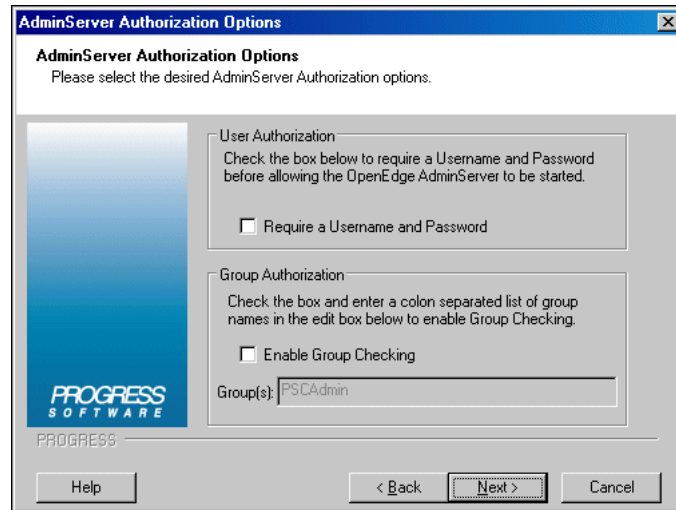 AdminServer Authorization Options
AdminServer Authorization Options
Please select the desired AdminServer Authorization options.
User Authorization
Check the box below to require a Username and Password
before allowing the OpenEdge AdminServer to be started.
Require a Username and Password
Group Authorization
Check the box and enter a colon separated list of group
names in the edit box below to enable Group Checking.
Enable Group Checking
Group(s): PSCAdmin
PROGRESS
SOFTWARE
PROGRESS
Help
< Back
Next >
Cancel